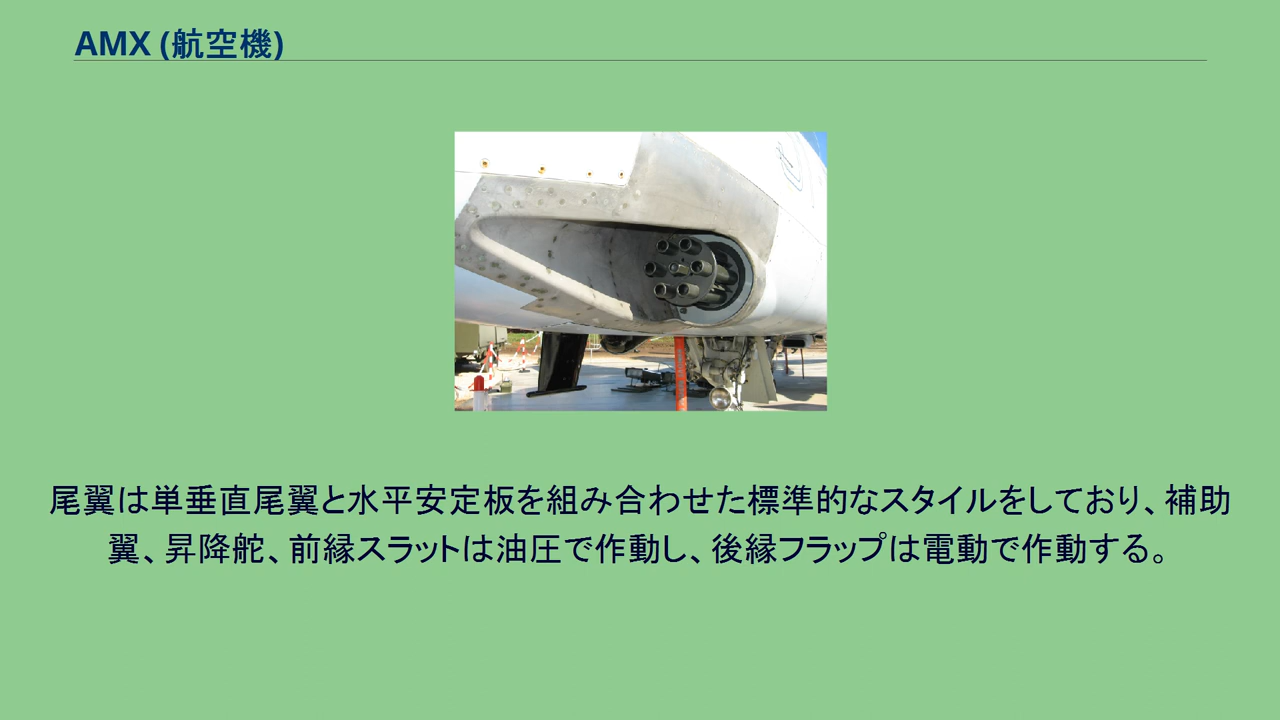 AMX (航空機)
尾翼は単垂直尾翼と水平安定板を組み合わせた標準的なスタイルをしており、補助
翼、昇降舵、前縁スラットは油圧で作動し、後縁フラップは電動で作動する。